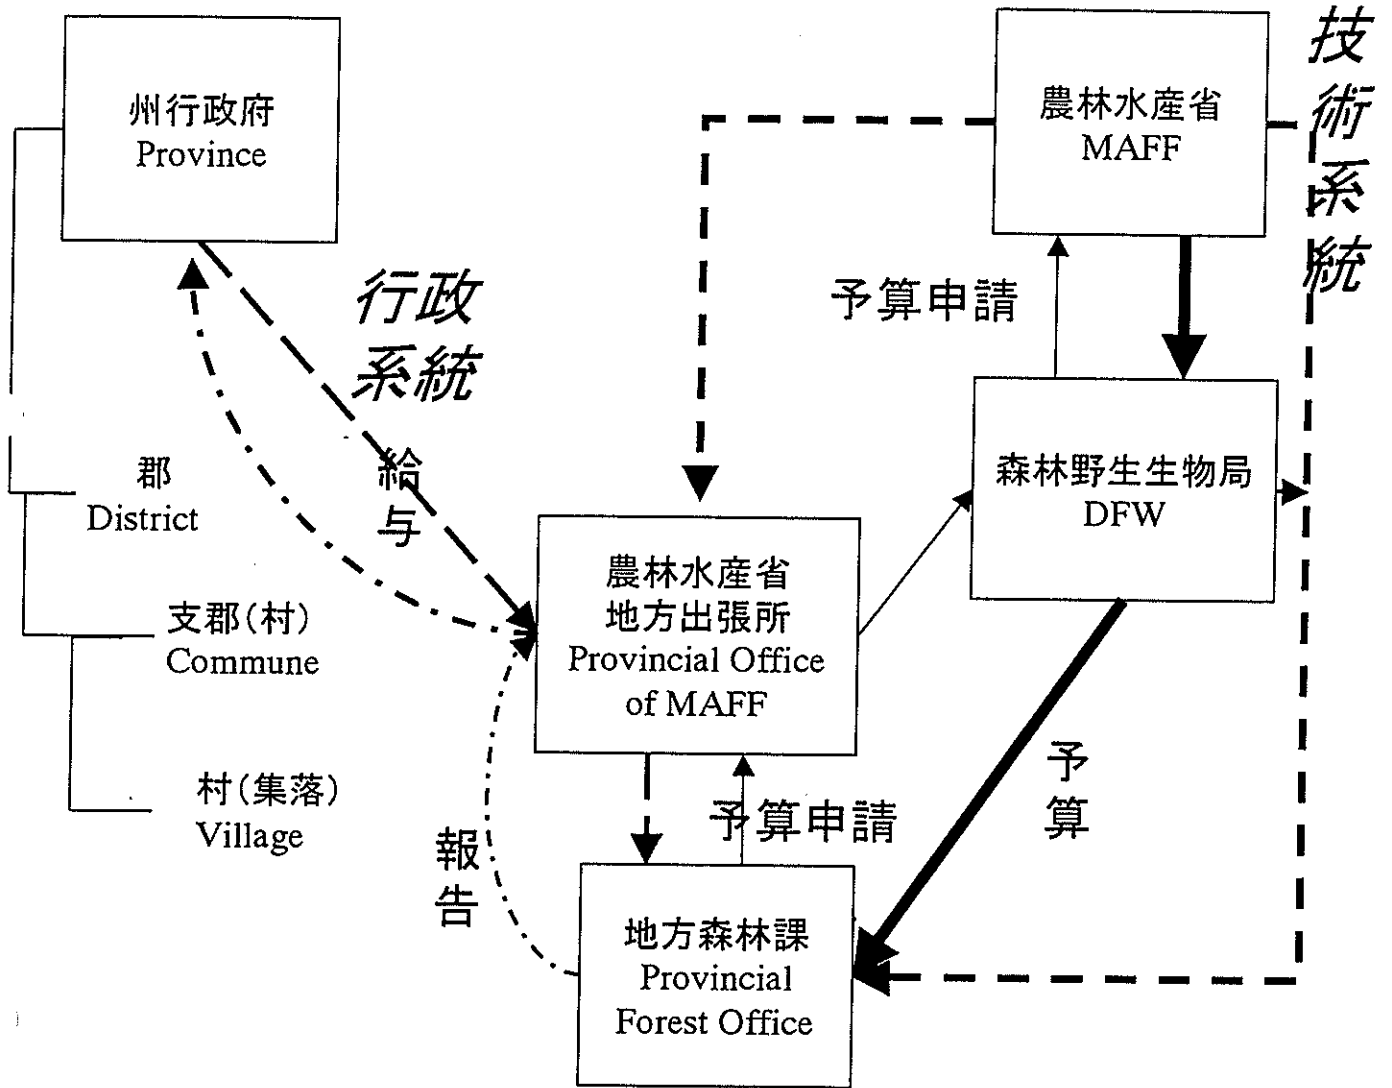 州行政府
Province
農林水産省
MAFF
技術系統
行政
系統
予算申請
給与
郡
District
森林野生生物局
DFW
農林水産省
地方出張所
Provincial Office
of MAFF
支郡(村)
Commune
村(集落)
Village
予算
予算申請
報告
地方森林課
Provincial
Forest Office